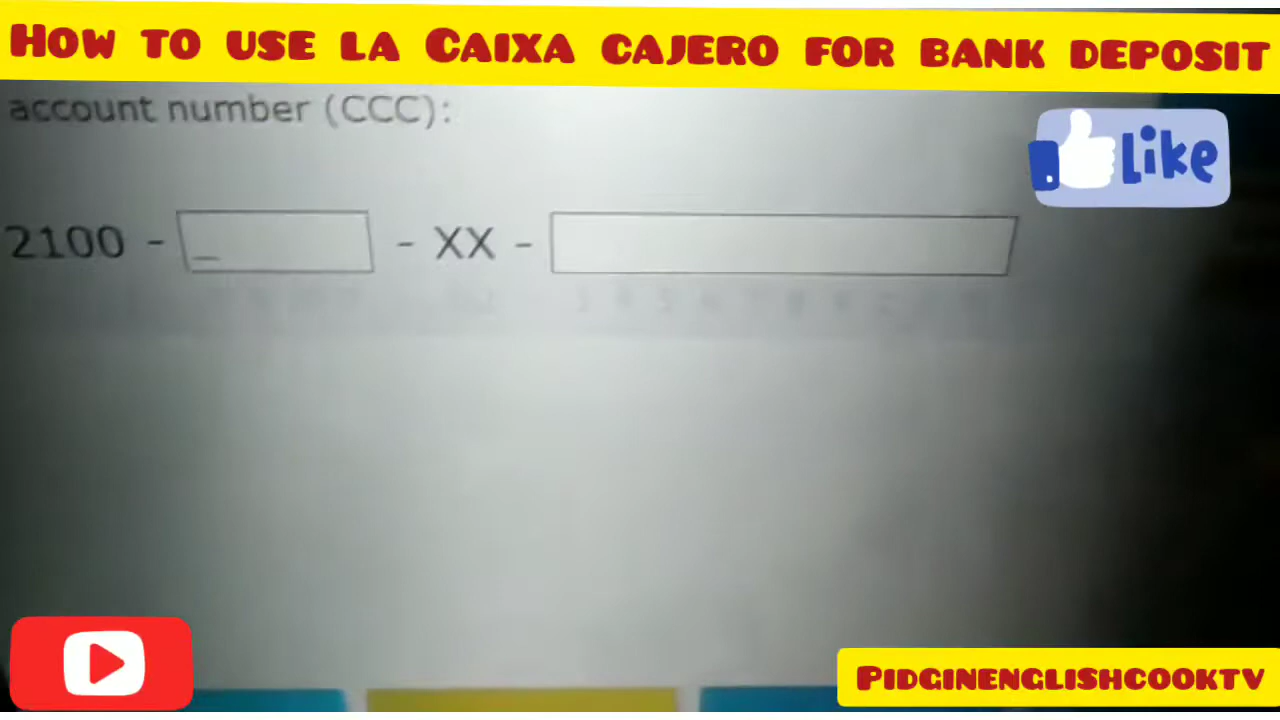 How to use la Caixa cajero for bank deposit
account number (CCC):
Like
2100 - _ - XX -
Pidginenglishcooktv